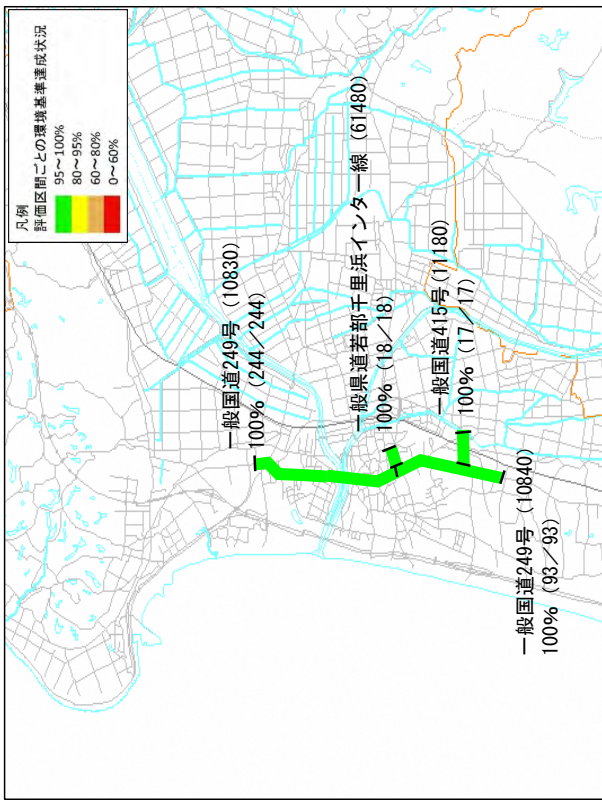 凡例
評価区間ごとの環境基準達成状況
95～100%
80～95%
60～80%
0～60%
一般国道249号 (10830)
100% (244／244)
一般県道若部千里浜インター線 (61480)
100% (18／18)
一般国道415号(11180)
100% (17／17)
一般国道249号 (10840)
100% (93／93)